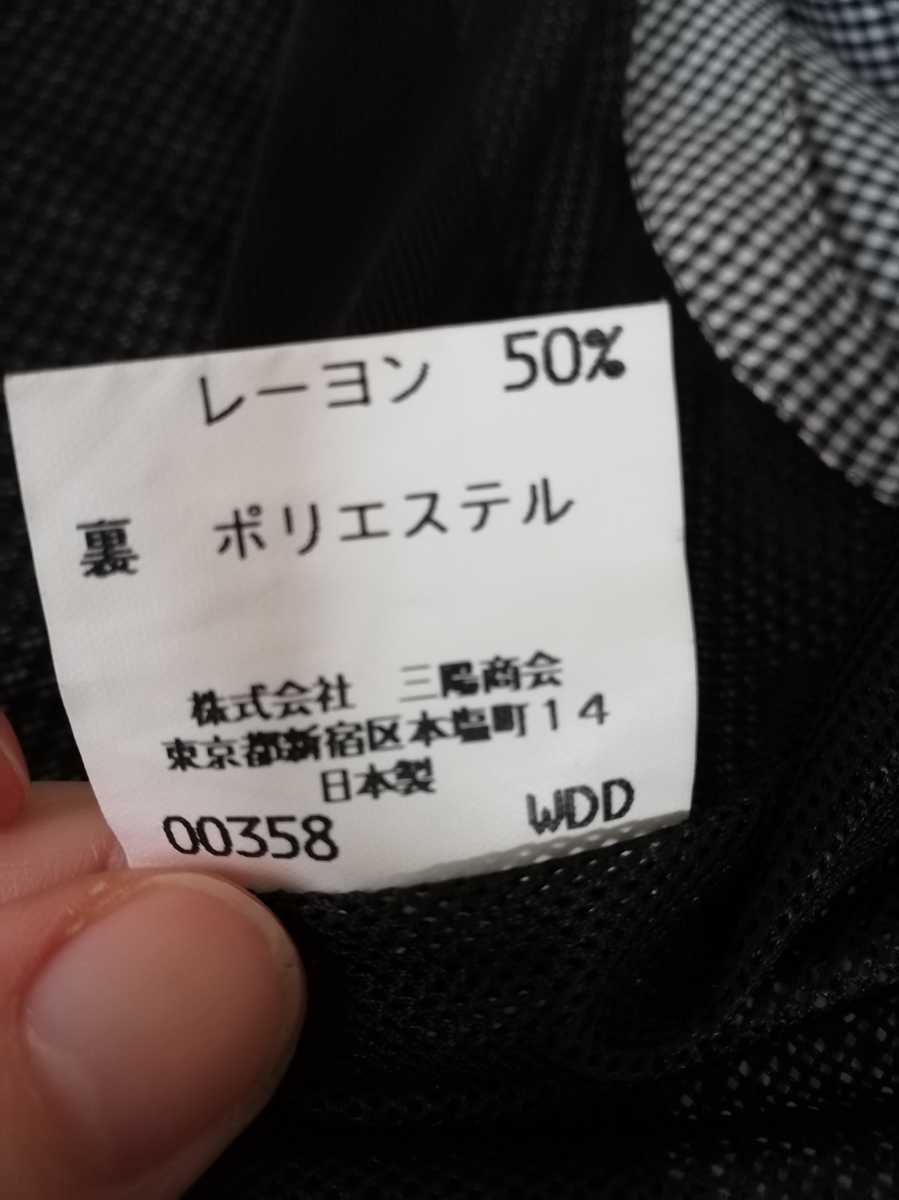 レーヨン 50%
裏 ポリエステル
株式会社 三陽商会
東京都新宿区本塩町14
日本製
00358 WDD